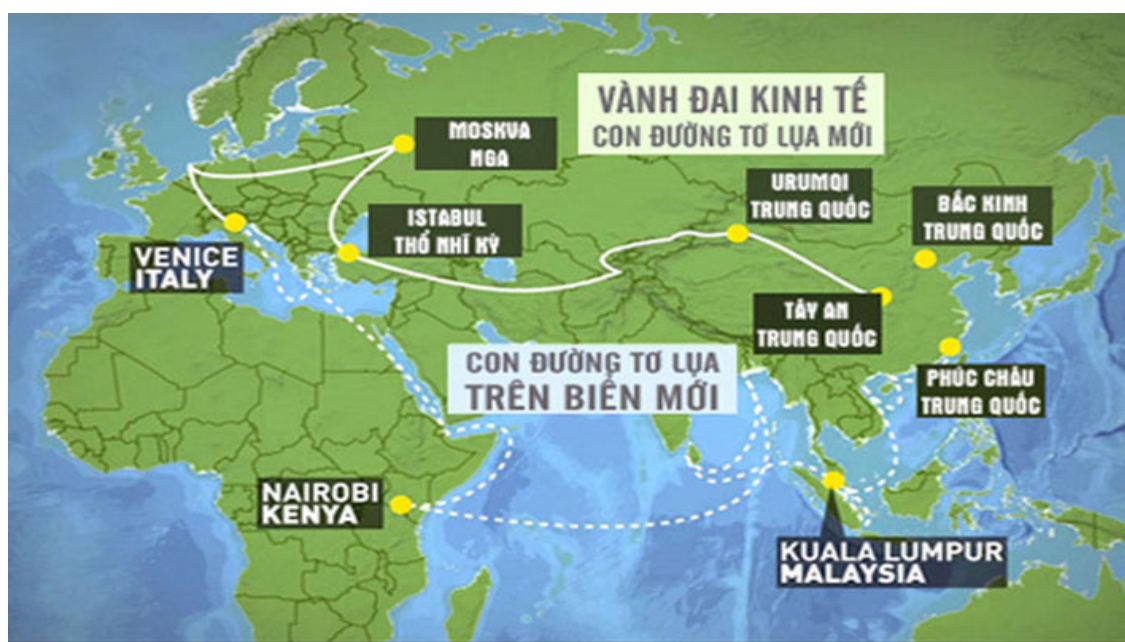 VÀNH ĐAI KINH TẾ
CON ĐƯỜNG TƠ LỤA MỚI
MOSKVA
NGA
URUMQI
TRUNG QUỐC
BẮC KINH
TRUNG QUỐC
ISTABUL
THỔ NHĨ KỲ
VENICE
ITALY
TÂY AN
TRUNG QUỐC
CON ĐƯỜNG TƠ LỤA
TRÊN BIỂN MỚI
PHÚC CHÂU
TRUNG QUỐC
NAIROBI
KENYA
KUALA LUMPUR
MALAYSIA